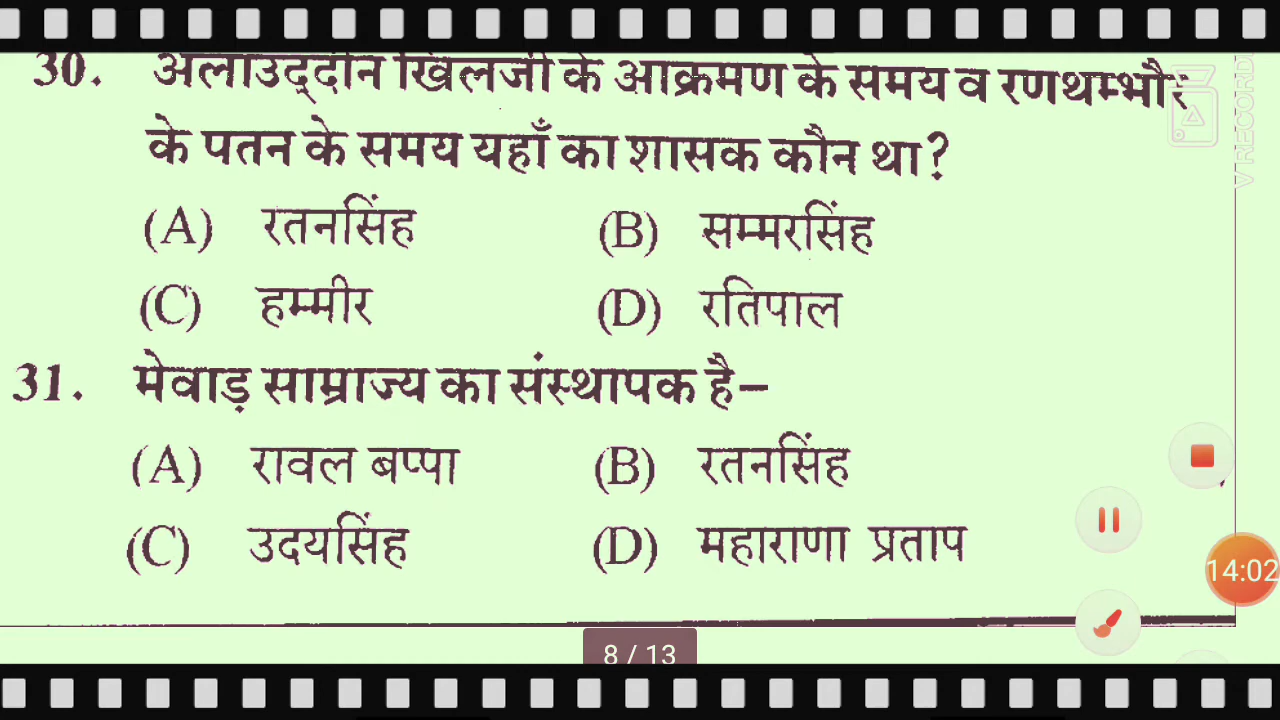 30. अलाउद्दीन खिलजी के आक्रमण के समय व रणथम्भौर
के पतन के समय यहाँ का शासक कौन था?
(A) रतनसिंह (B) सम्मरसिंह
(C) हम्मीर (D) रतिपाल
31. मेवाड़ साम्राज्य का संस्थापक है–
(A) रावल बप्पा (B) रतनसिंह
(C) उदयसिंह (D) महाराणा प्रताप
8 / 13
14:02
V RECORD